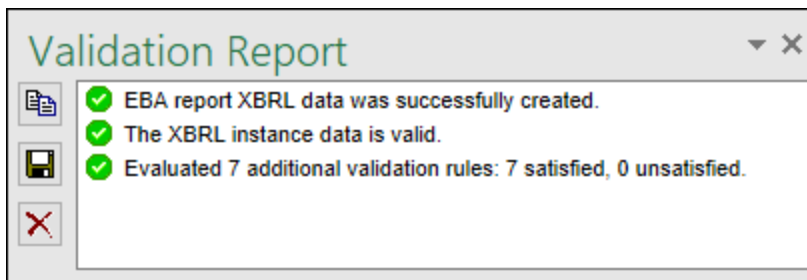 Validation Report
EBA report XBRL data was successfully created.
The XBRL instance data is valid.
Evaluated 7 additional validation rules: 7 satisfied, 0 unsatisfied.